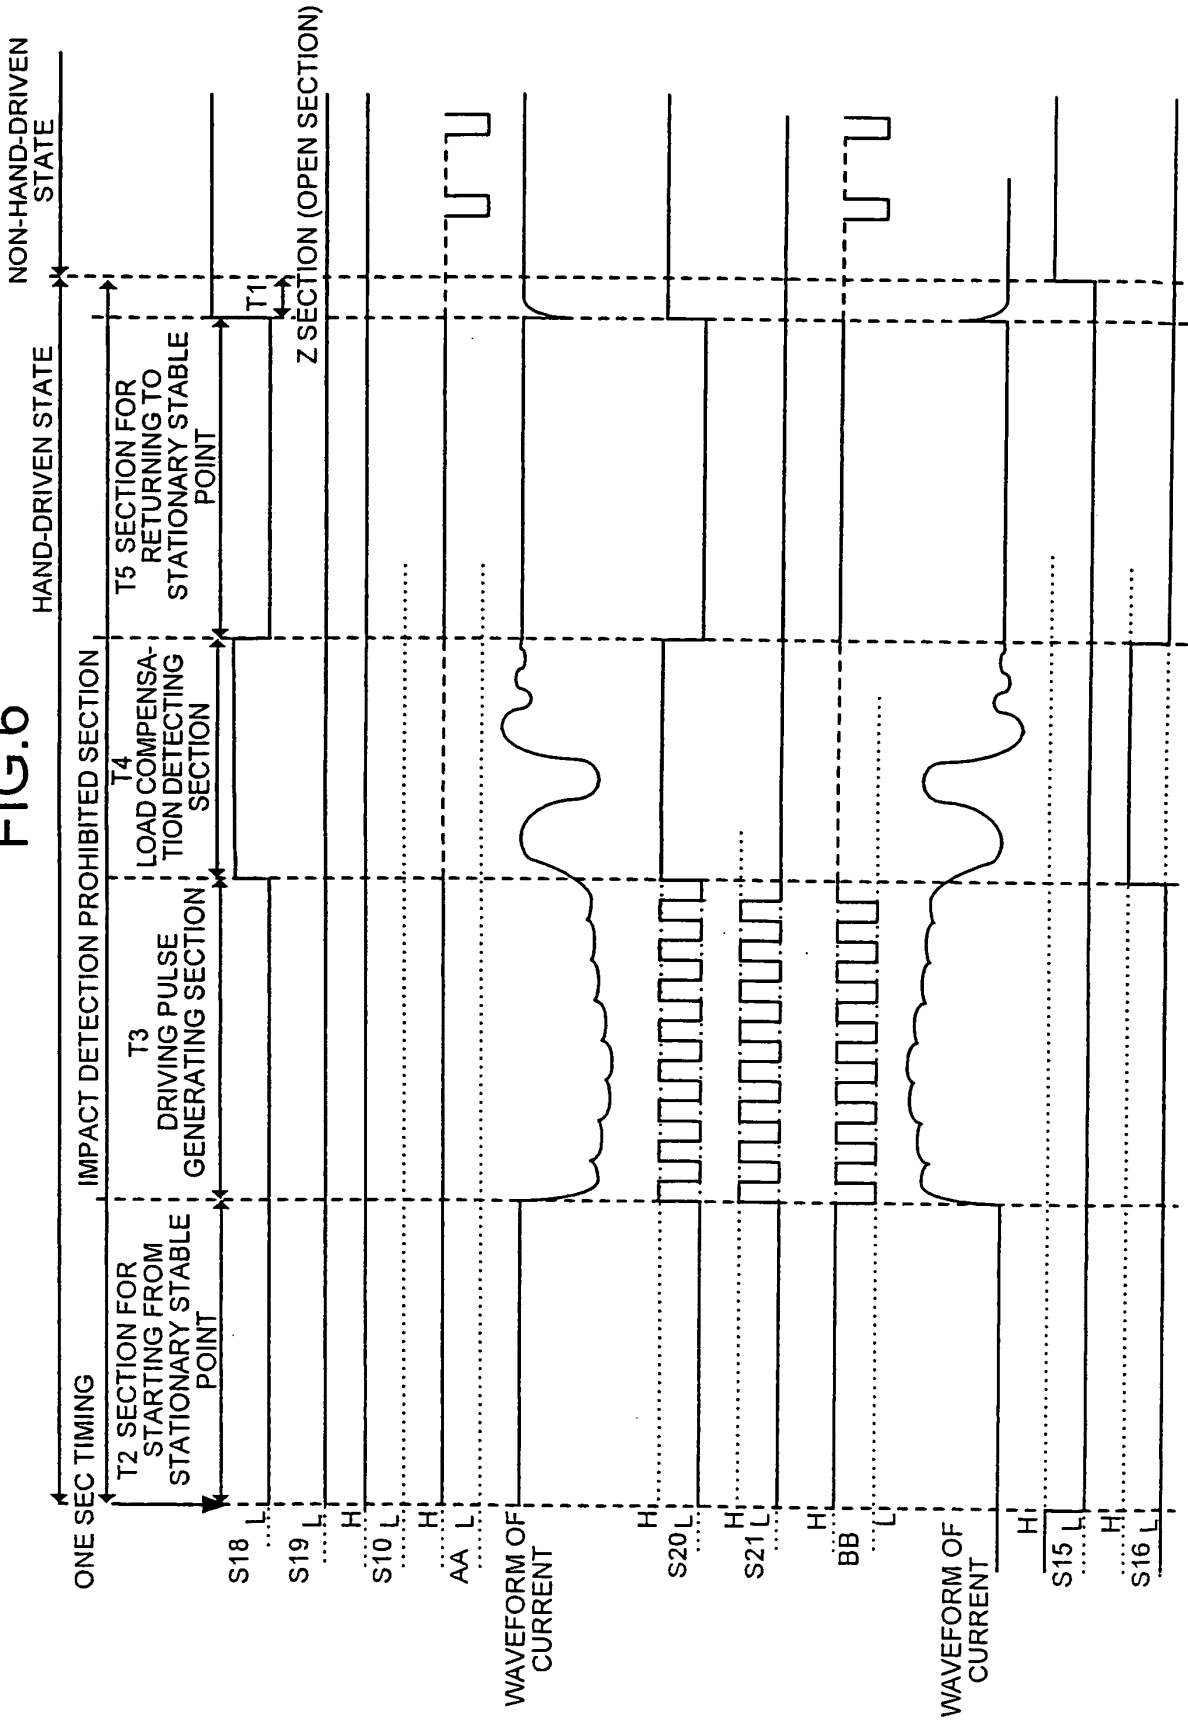 FIG.6
HAND-DRIVEN STATE
NON-HAND-DRIVEN
STATE
ONE SEC TIMING
IMPACT DETECTION PROHIBITED SECTION
T2 SECTION FOR
STARTING FROM
STATIONARY STABLE
POINT
T3
DRIVING PULSE
GENERATING SECTION
T4
LOAD COMPENSA-
TION DETECTING
SECTION
T5 SECTION FOR
RETURNING TO
STATIONARY STABLE
POINT
T1
Z SECTION (OPEN SECTION)
S18
L
S19
L
H
S10
L
H
AA
L
WAVEFORM OF
CURRENT
H
S20
L
H
S21
L
H
BB
L
WAVEFORM OF
CURRENT
H
S15
L
H
S16
L